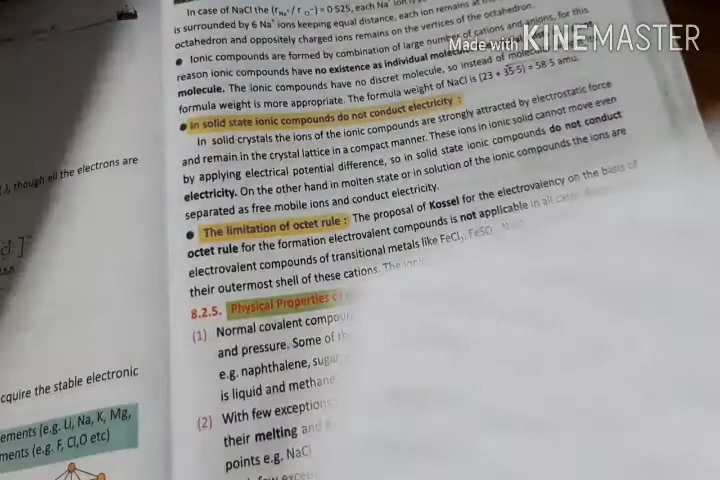 though all the electrons are
cquire the stable electronic
ements (e.g. Li, Na, K, Mg,
ments (e.g. F, Cl,O etc)
In case of NaCl the (rNa⁺/ r Cl⁻) = 0·525, each Na⁺ ion
is surrounded by 6 Na⁺ ions keeping equal distance, each ion remains at
octahedron and oppositely charged ions remains on the vertices of the octahedron.
● Ionic compounds are formed by combination of large number of cations and anions, for this
reason ionic compounds have no existence as individual
molecule. The ionic compounds have no discret molecule, so instead of
formula weight is more appropriate. The formula weight of NaCl is (23 + 35·5) = 58·5 amu.
● In solid state ionic compounds do not conduct electricity :
In solid crystals the ions of the ionic compounds are strongly attracted by electrostatic force
and remain in the crystal lattice in a compact manner. These ions in ionic solid cannot move even
by applying electrical potential difference, so in solid state ionic compounds do not conduct
electricity. On the other hand in molten state or in solution of the ionic compounds the ions are
separated as free mobile ions and conduct electricity.
● The limitation of octet rule : The proposal of Kossel for the electrovalency on the basis of
octet rule for the formation electrovalent compounds is not applicable in all cases
electrovalent compounds of transitional metals like FeCl₂, FeSO
their outermost shell of these cations. The
8.2.5. Physical Properties
(1) Normal covalent
and pressure. Some of
e.g. naphthalene, sugar,
is liquid and methane
(2) With few exceptions
their melting and
points e.g. NaCl
Made with KINEMASTER